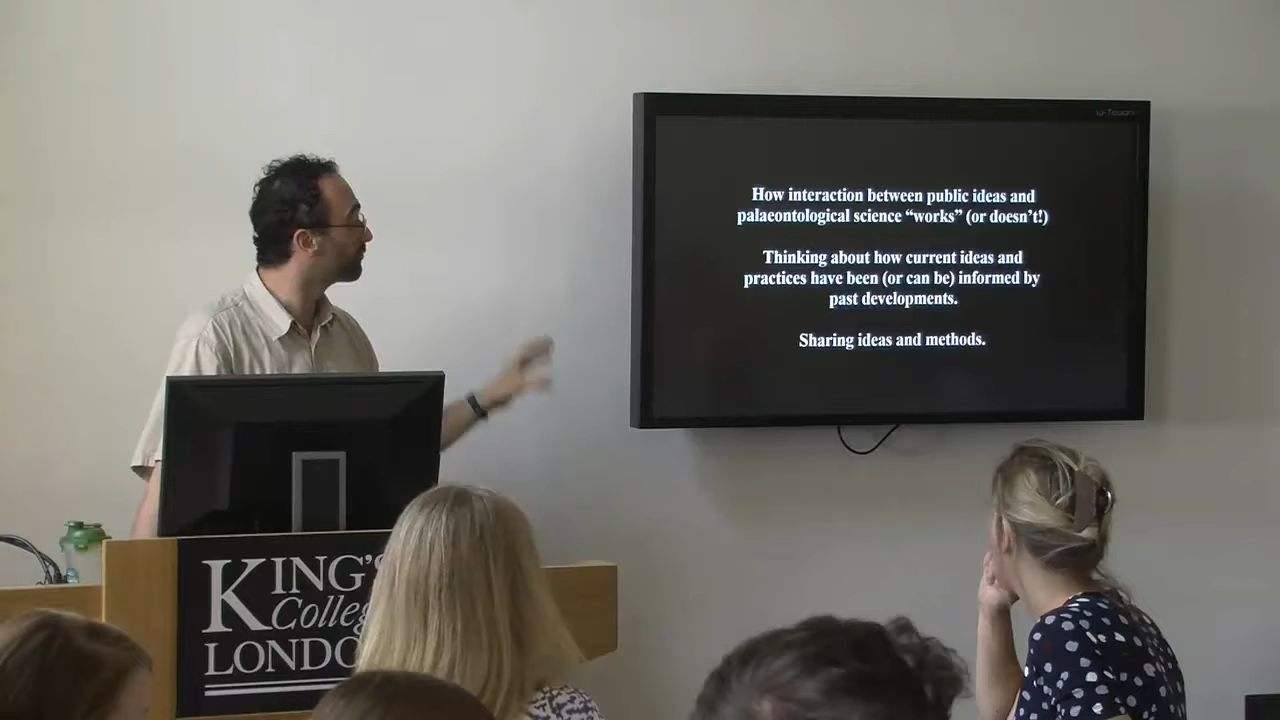 How interaction between public ideas and
palaeontological science “works” (or doesn’t!)
Thinking about how current ideas and
practices have been (or can be) informed by
past developments.
Sharing ideas and methods.
KING’S
College
LONDO